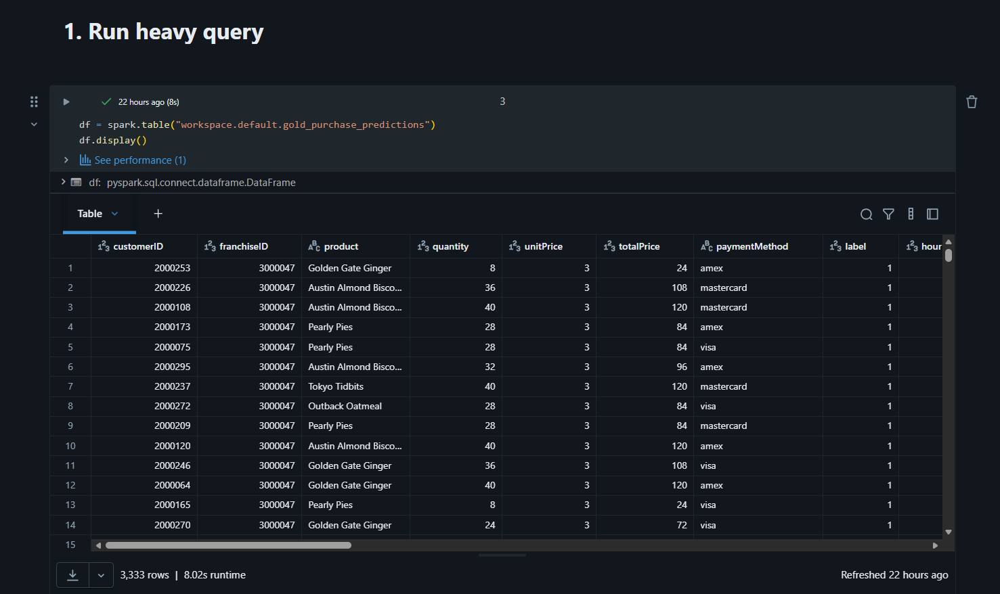 1. Run heavy query
22 hours ago (8s)
3
df = spark.table("workspace.default.gold_purchase_predictions")
df.display()
See performance (1)
df: pyspark.sql.connect.dataframe.DataFrame
Table +
customerID franchiseID product quantity unitPrice totalPrice paymentMethod label hour
1 2000253 3000047 Golden Gate Ginger 8 3 24 amex 1
2 2000226 3000047 Austin Almond Bisco... 36 3 108 mastercard 1
3 2000108 3000047 Austin Almond Bisco... 40 3 120 mastercard 1
4 2000173 3000047 Pearly Pies 28 3 84 amex 1
5 2000075 3000047 Pearly Pies 28 3 84 visa 1
6 2000295 3000047 Austin Almond Bisco... 32 3 96 amex 1
7 2000237 3000047 Tokyo Tidbits 40 3 120 mastercard 1
8 2000272 3000047 Outback Oatmeal 28 3 84 visa 1
9 2000209 3000047 Pearly Pies 28 3 84 mastercard 1
10 2000120 3000047 Austin Almond Bisco... 40 3 120 amex 1
11 2000246 3000047 Golden Gate Ginger 36 3 108 visa 1
12 2000064 3000047 Golden Gate Ginger 40 3 120 amex 1
13 2000165 3000047 Pearly Pies 8 3 24 visa 1
14 2000270 3000047 Golden Gate Ginger 24 3 72 visa 1
15
3,333 rows | 8.02s runtime
Refreshed 22 hours ago